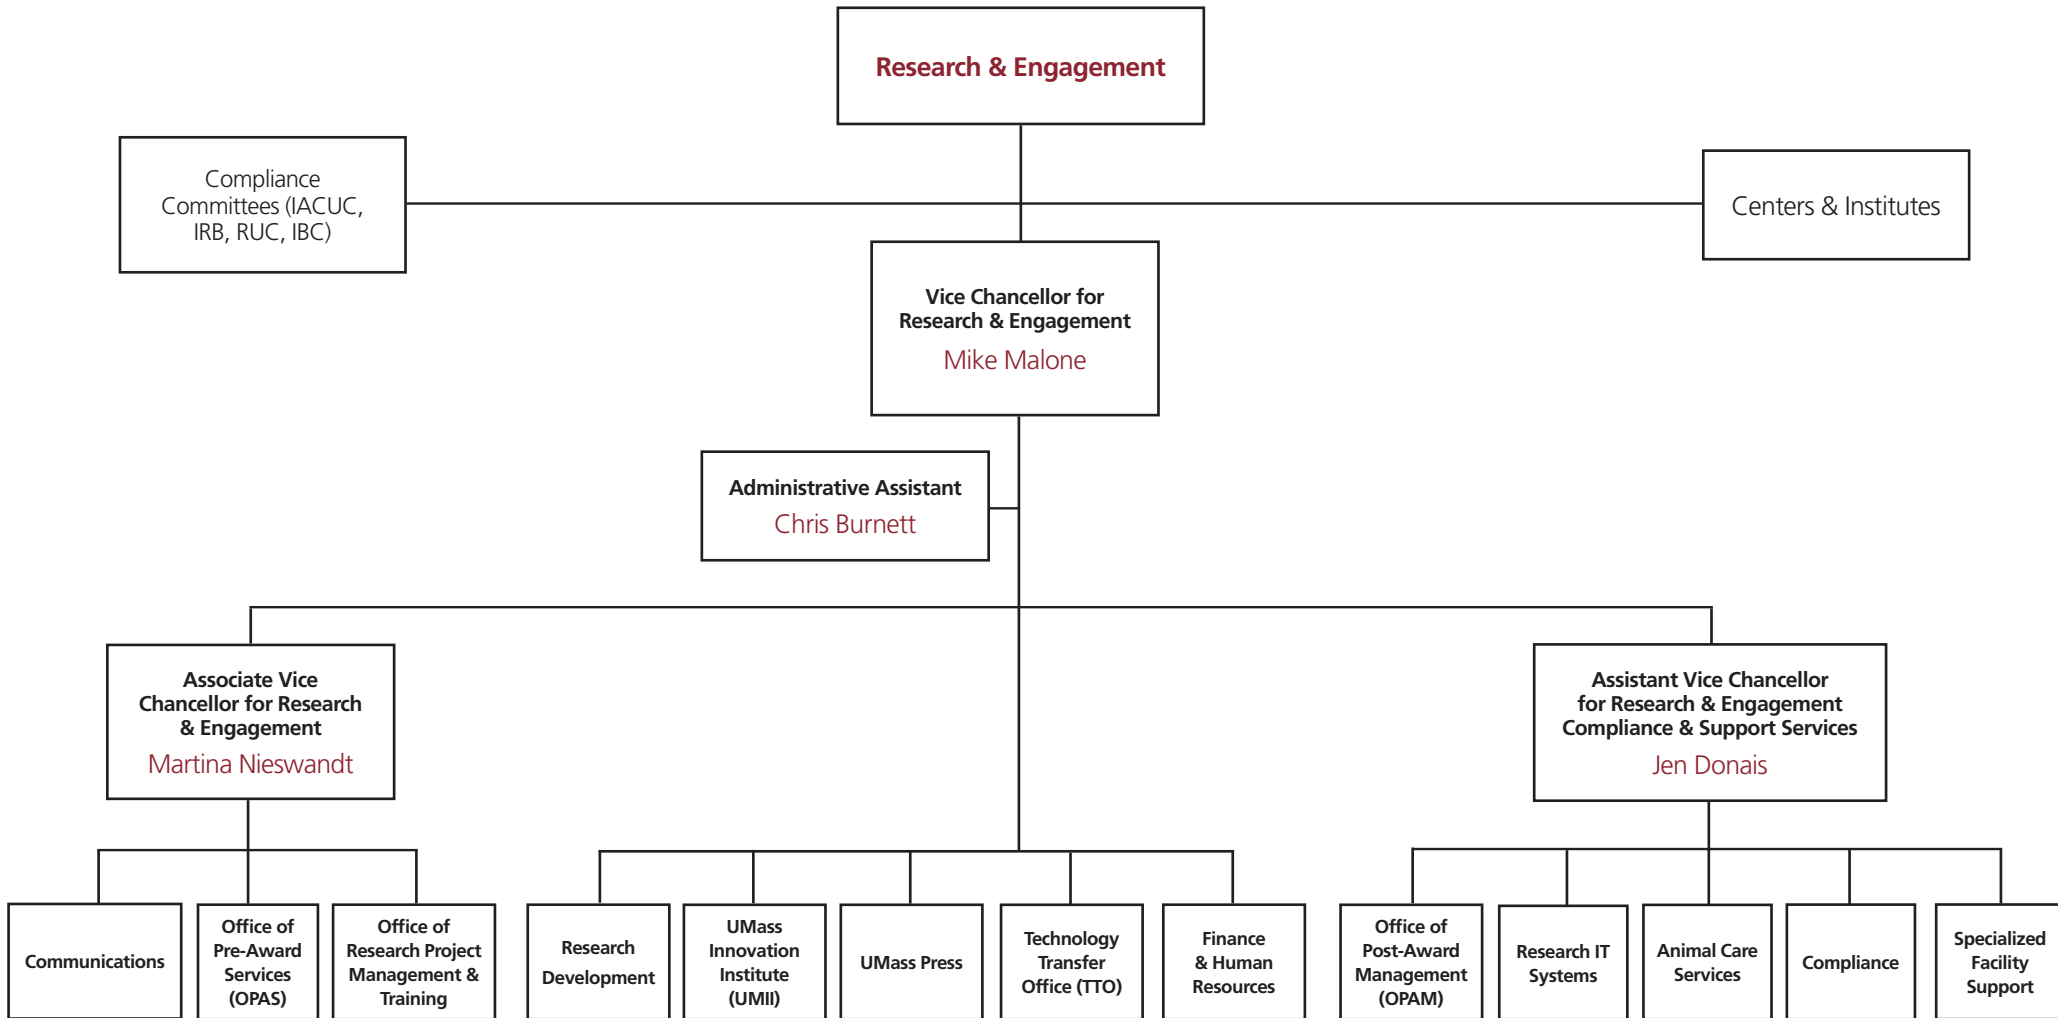 Research & Engagement
Compliance
Committees (IACUC,
IRB, RUC, IBC)
Centers & Institutes
Vice Chancellor for
Research & Engagement
Mike Malone
Administrative Assistant
Chris Burnett
Associate Vice
Chancellor for Research
& Engagement
Martina Nieswandt
Assistant Vice Chancellor
for Research & Engagement
Compliance & Support Services
Jen Donais
Communications
Office of
Pre-Award
Services
(OPAS)
Office of
Research Project
Management &
Training
Research
Development
UMass
Innovation
Institute
(UMII)
UMass Press
Technology
Transfer
Office (TTO)
Finance
& Human
Resources
Office of
Post-Award
Management
(OPAM)
Research IT
Systems
Animal Care
Services
Compliance
Specialized
Facility
Support